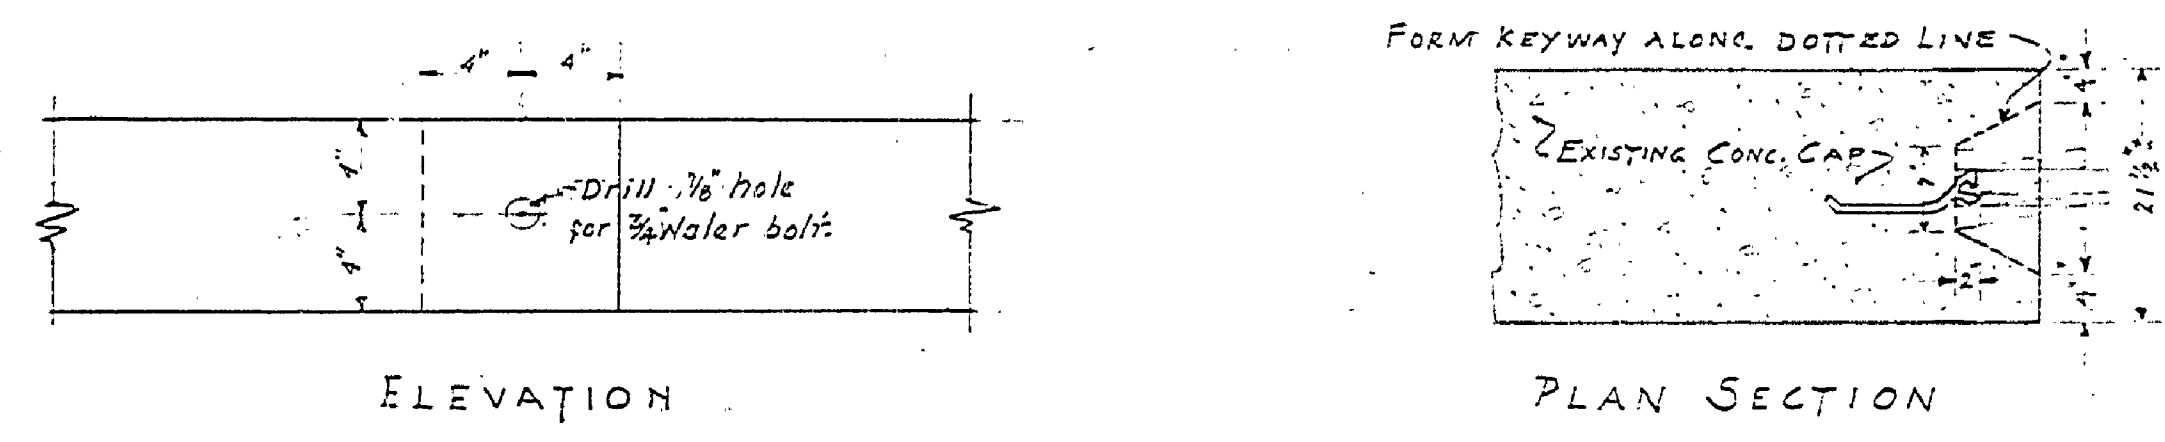 4" 4"
4"
4"
Drill 7/8" hole
for 3/4" Waler bolt.
ELEVATION
FORM KEYWAY ALONG DOTTED LINE
EXISTING CONC. CAP
7"
2"
4"
4"
21 1/2"
PLAN SECTION